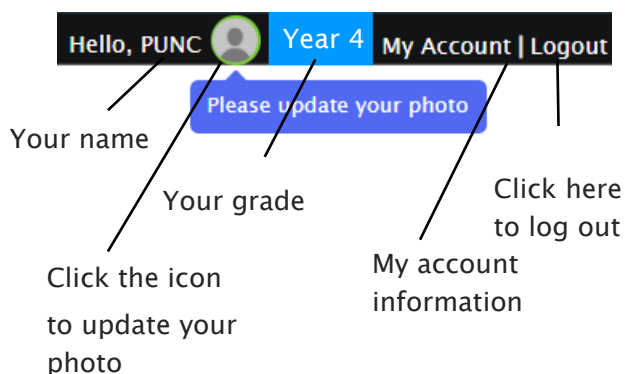 Hello, PUNC Year 4 My Account | Logout
Please update your photo
Your name
Your grade
Click here
to log out
My account
information
Click the icon
to update your
photo